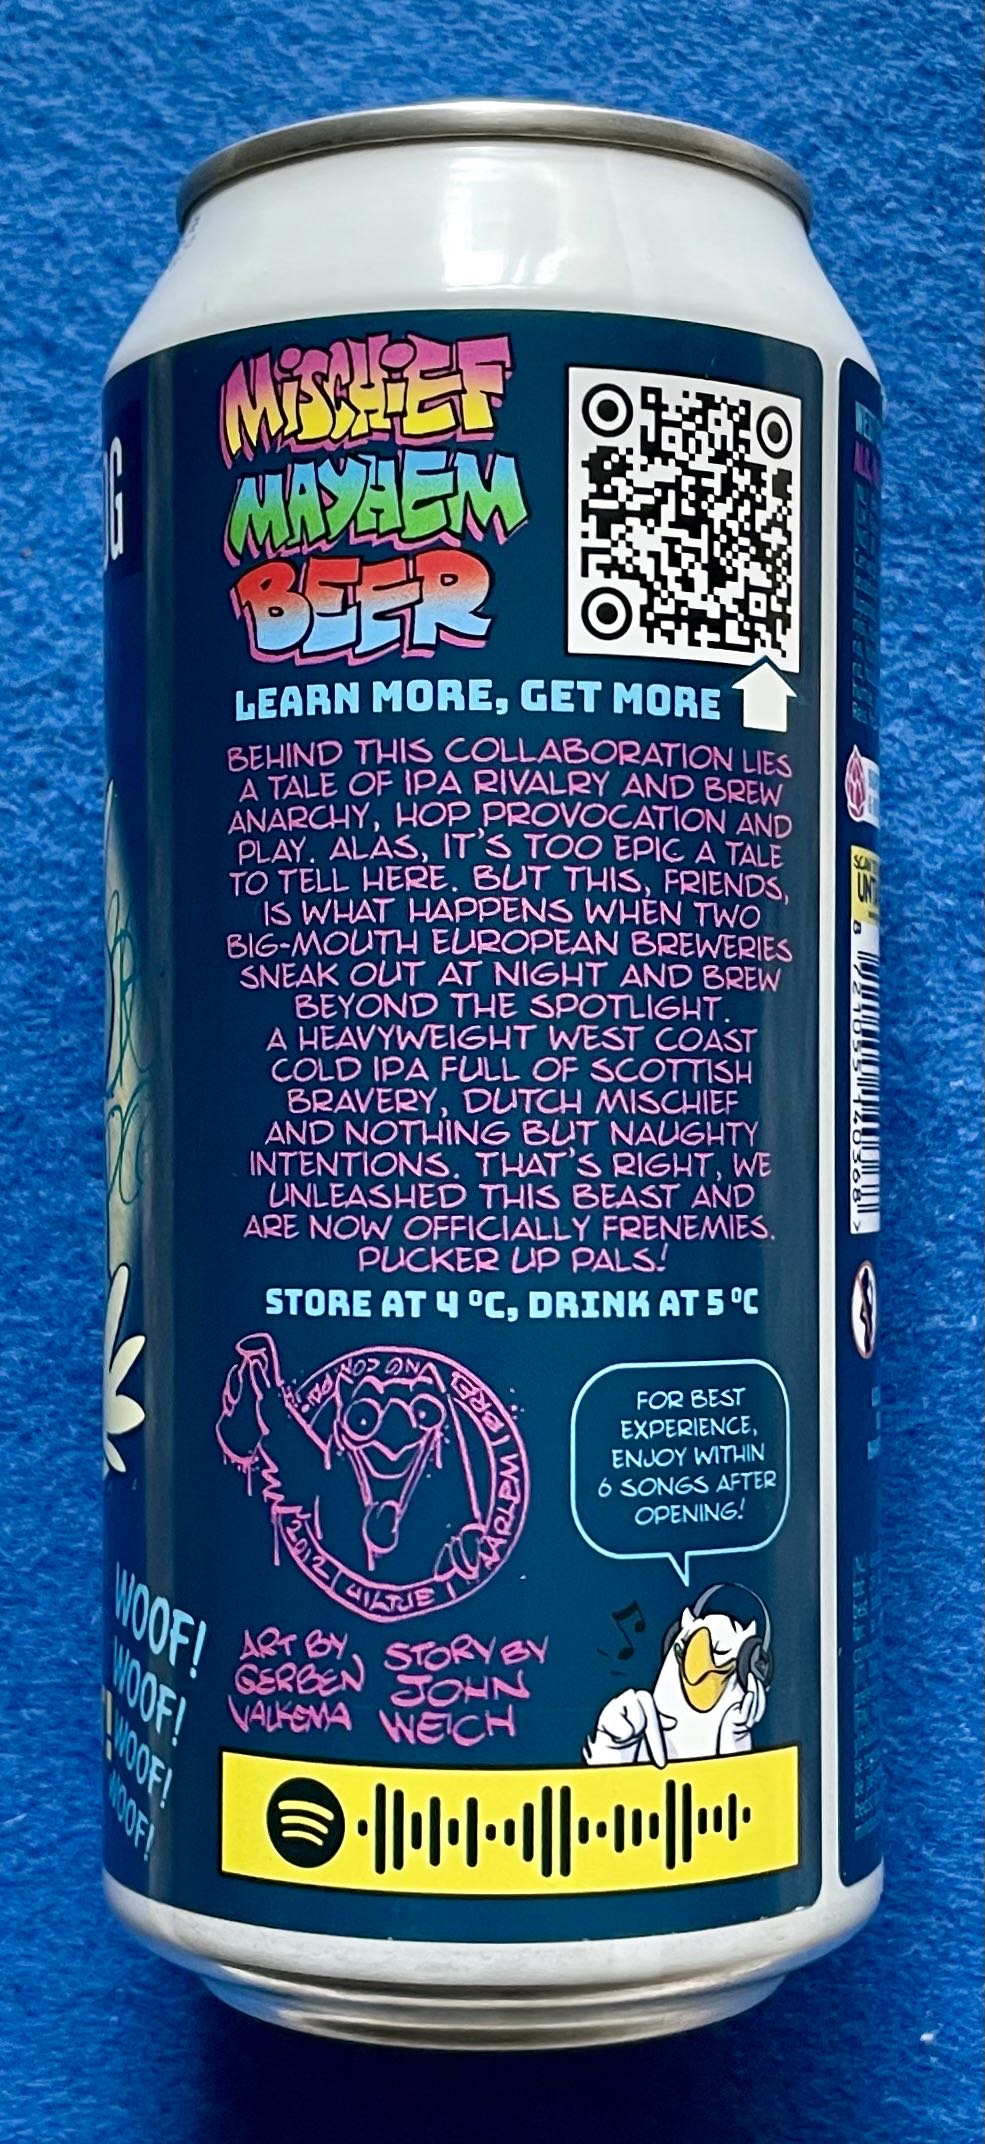 MISCHIEF
MAYHEM
BEER
LEARN MORE, GET MORE
BEHIND THIS COLLABORATION LIES
A TALE OF IPA RIVALRY AND BREW
ANARCHY, HOP PROVOCATION AND
PLAY. ALAS, IT'S TOO EPIC A TALE
TO TELL HERE. BUT THIS, FRIENDS,
IS WHAT HAPPENS WHEN TWO
BIG-MOUTH EUROPEAN BREWERIES
SNEAK OUT AT NIGHT AND BREW
BEYOND THE SPOTLIGHT.
A HEAVYWEIGHT WEST COAST
COLD IPA FULL OF SCOTTISH
BRAVERY, DUTCH MISCHIEF
AND NOTHING BUT NAUGHTY
INTENTIONS. THAT'S RIGHT, WE
UNLEASHED THIS BEAST AND
ARE NOW OFFICIALLY FRENEMIES.
PUCKER UP PALS!
STORE AT 4 °C, DRINK AT 5 °C
2012
FOR BEST
EXPERIENCE,
ENJOY WITHIN
6 SONGS AFTER
OPENING!
ART BY
GERBEN
VALKEMA
STORY BY
JOHN
WEICH
WOOF!
WOOF!
WOOF!
WOOF!
8 721055 140368 >